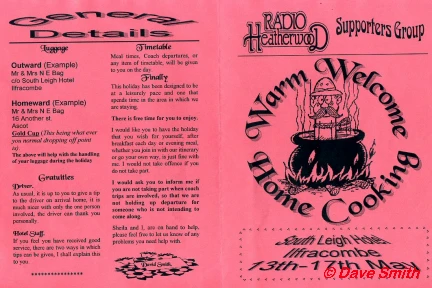 General
Details
Luggage
Outward (Example)
Mr & Mrs N E Bag
c/o South Leigh Hotel
Ilfracombe
Homeward (Example)
Mr & Mrs N E Bag
16 Another st.
Ascot
Gold Cup (This being what ever
you normal dropping off point
is)
The above will help with the handling
of your luggage during the holiday
Gratuities
Driver.
As usual, it is up to you to give a tip
to the driver on arrival home, it is
much nicer with only the one person
involved, the driver can thank you
personally.
Hotel Staff.
If you feel you have received good
service, there are two ways in which
tips can be given, I shall explain this
to you.
****************
Timetable
Meal times, Coach departures, or
any item of timetable, will be given
to you on the day.
Finally
This holiday has been designed to be
at a leisurely pace and one that
spends time in the area in which we
are staying.
There is free time for you to enjoy.
I would like you to have the holiday
that you wish for yourself, after
breakfast each day or evening meal,
whether you join in with our itinerary
or go your own way, is just fine with
me. I would not take offence if you
do not take part.
I would ask you to inform me if
you are not taking part when coach
trips are involved, so that we are
not holding up departure for
someone who is not intending to
come along.
Sheila and I, are on hand to help,
please feel free to let us know of any
problems you need help with.
David Smith
RADIO
Heatherwood
Supporters Group
A Warm Welcome
Home Cooking
South Leigh Hotel
Ilfracombe
13th-17th May
© Dave Smith